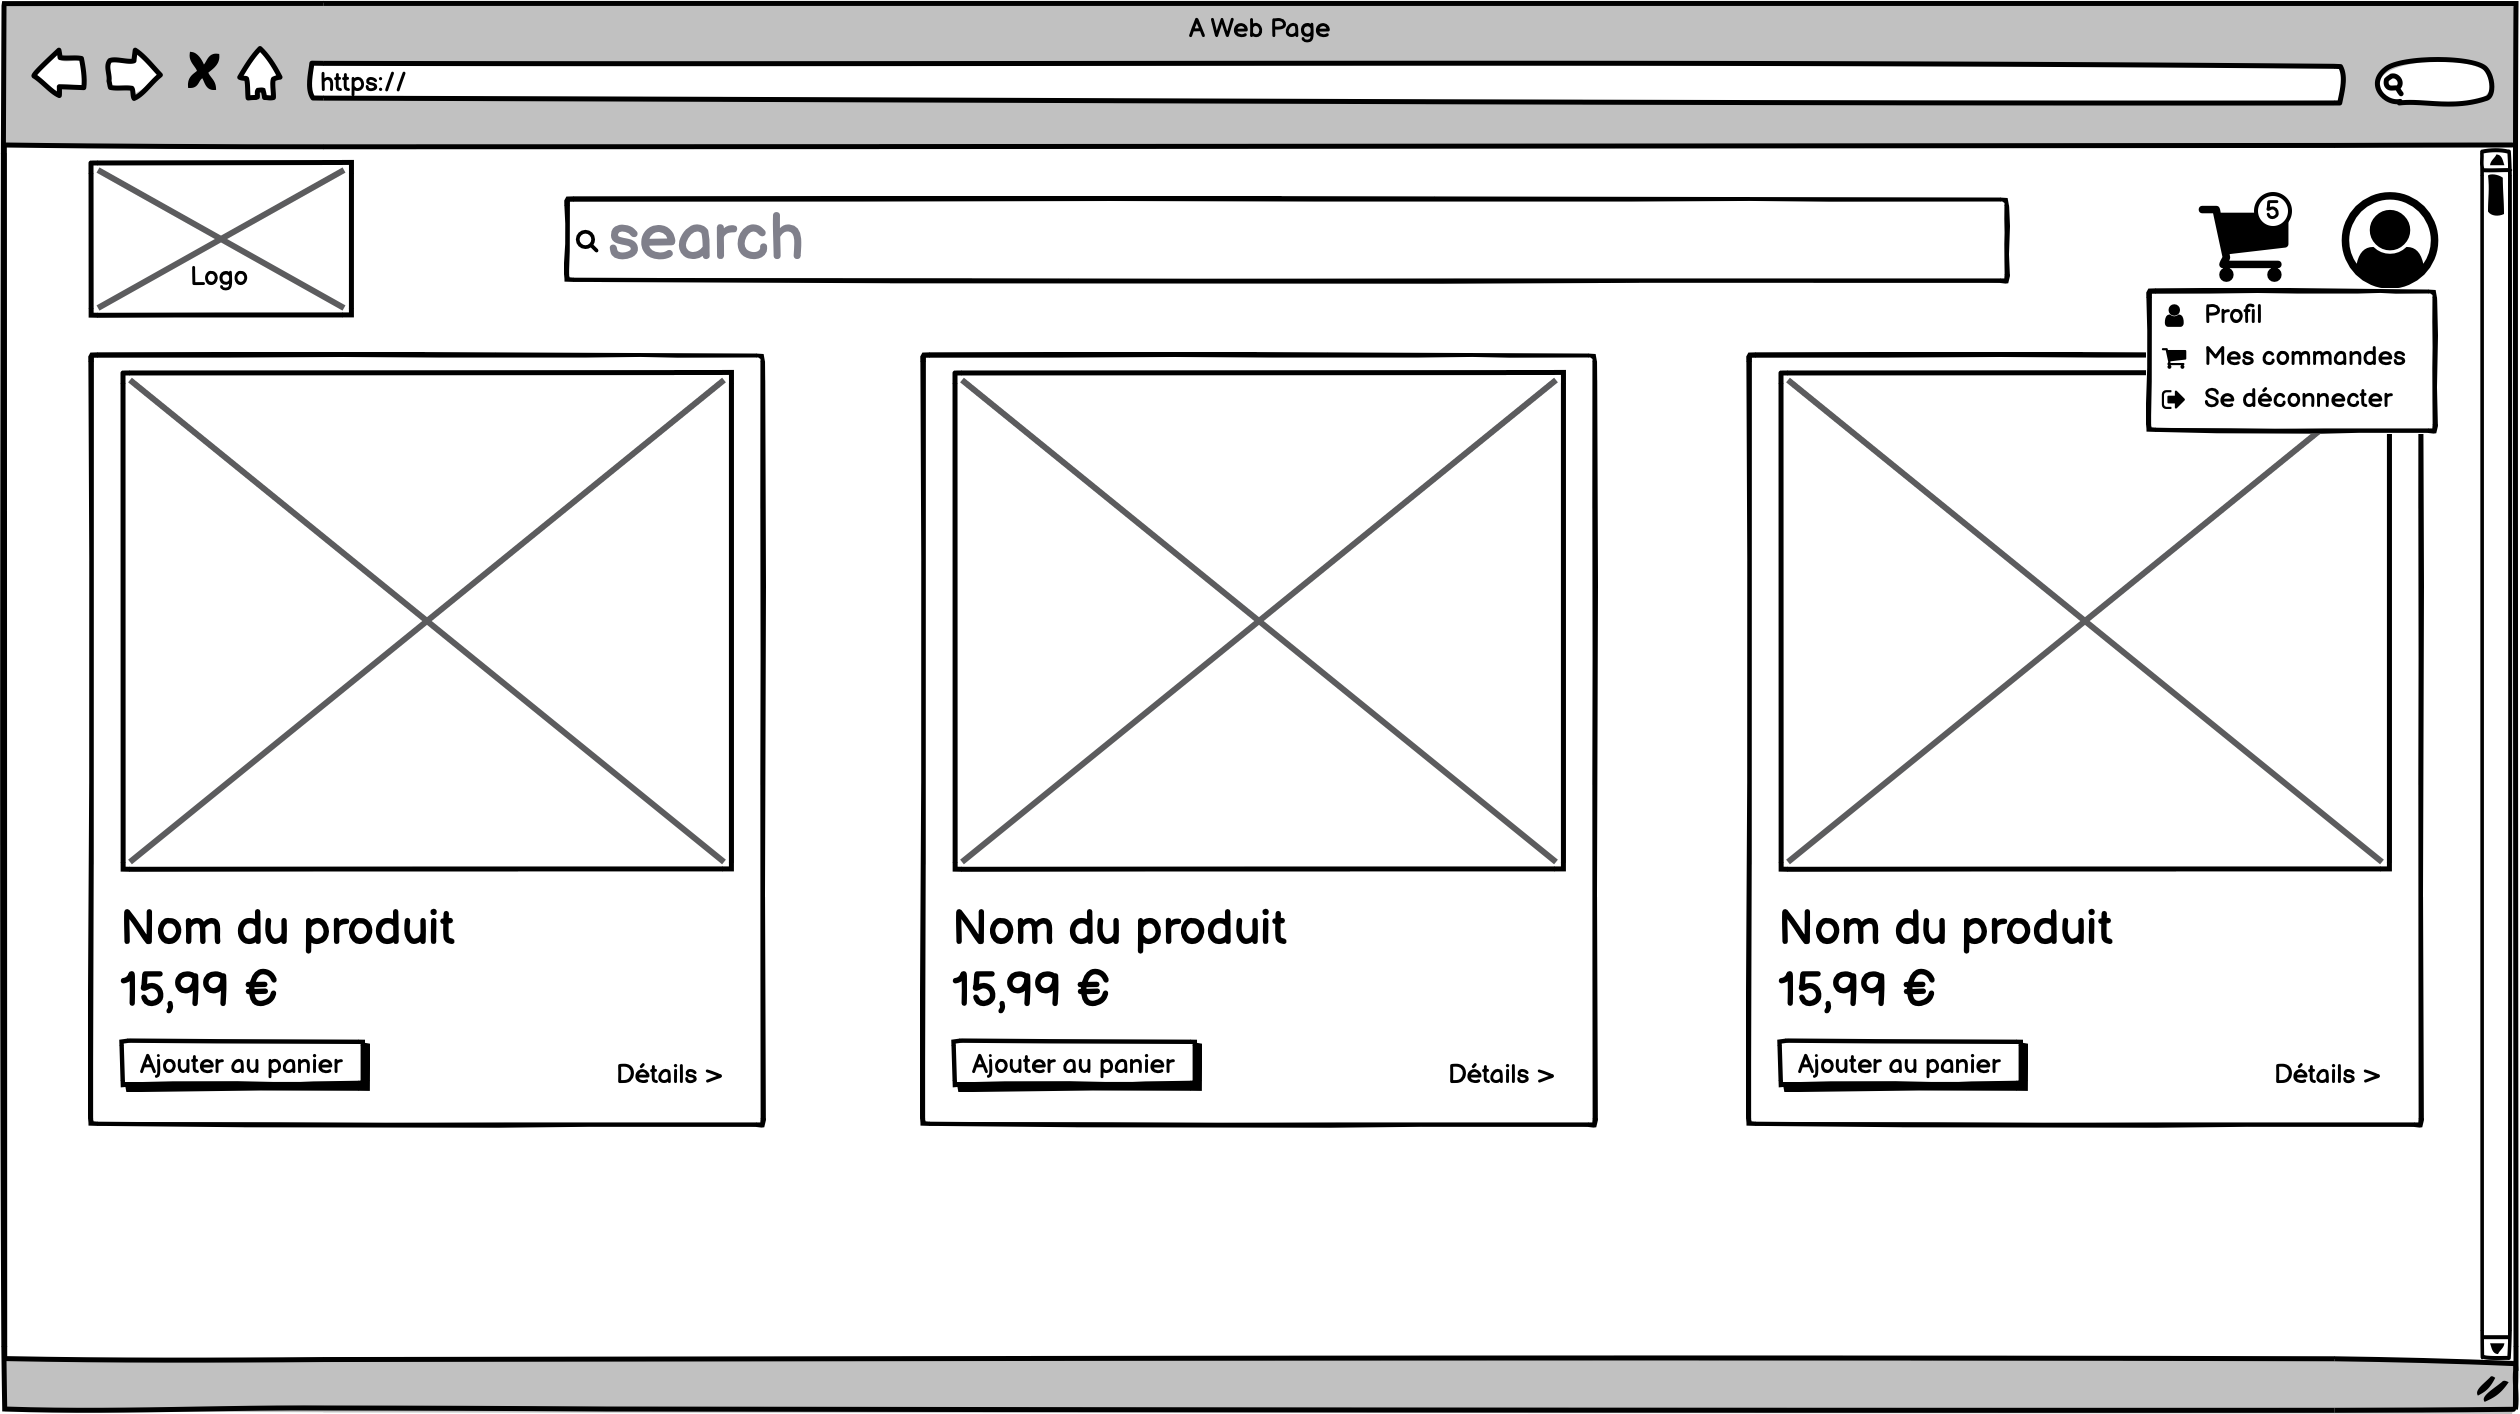 A Web Page
https://
Logo
search
5
Profil
Mes commandes
Se déconnecter
Nom du produit
15,99 €
Ajouter au panier
Détails >
Nom du produit
15,99 €
Ajouter au panier
Détails >
Nom du produit
15,99 €
Ajouter au panier
Détails >